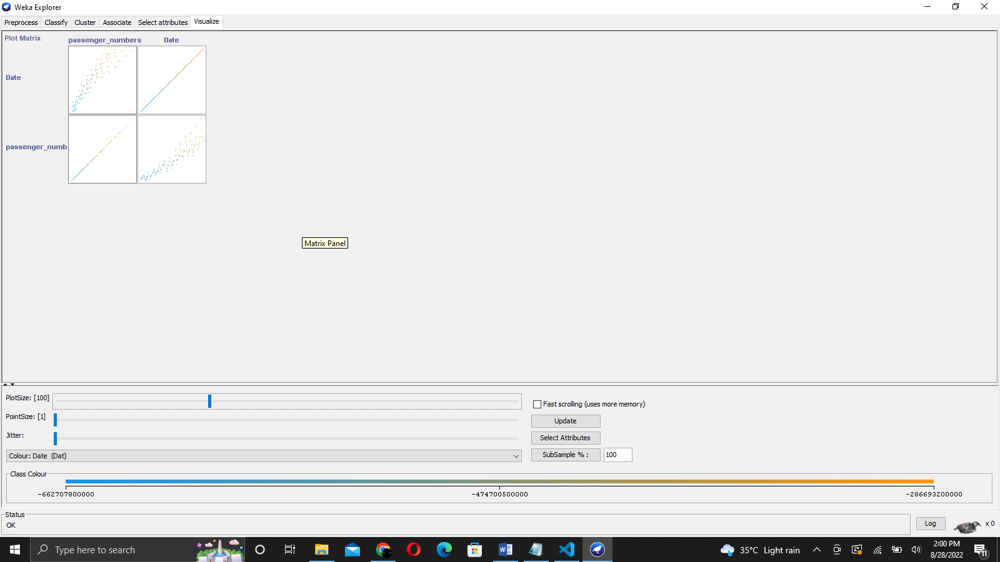 Weka Explorer
Preprocess Classify Cluster Associate Select attributes Visualize
Plot Matrix
passenger_numbers Date
Date
passenger_numb
Matrix Panel
PlotSize: [100]
PointSize: [1]
Jitter:
Colour: Date (Dat)
Fast scrolling (uses more memory)
Update
Select Attributes
SubSample % : 100
Class Colour
-662707800000 -474700500000 -286693200000
Status
OK
Log x 0
Type here to search
35°C Light rain
2:00 PM
8/28/2022
11